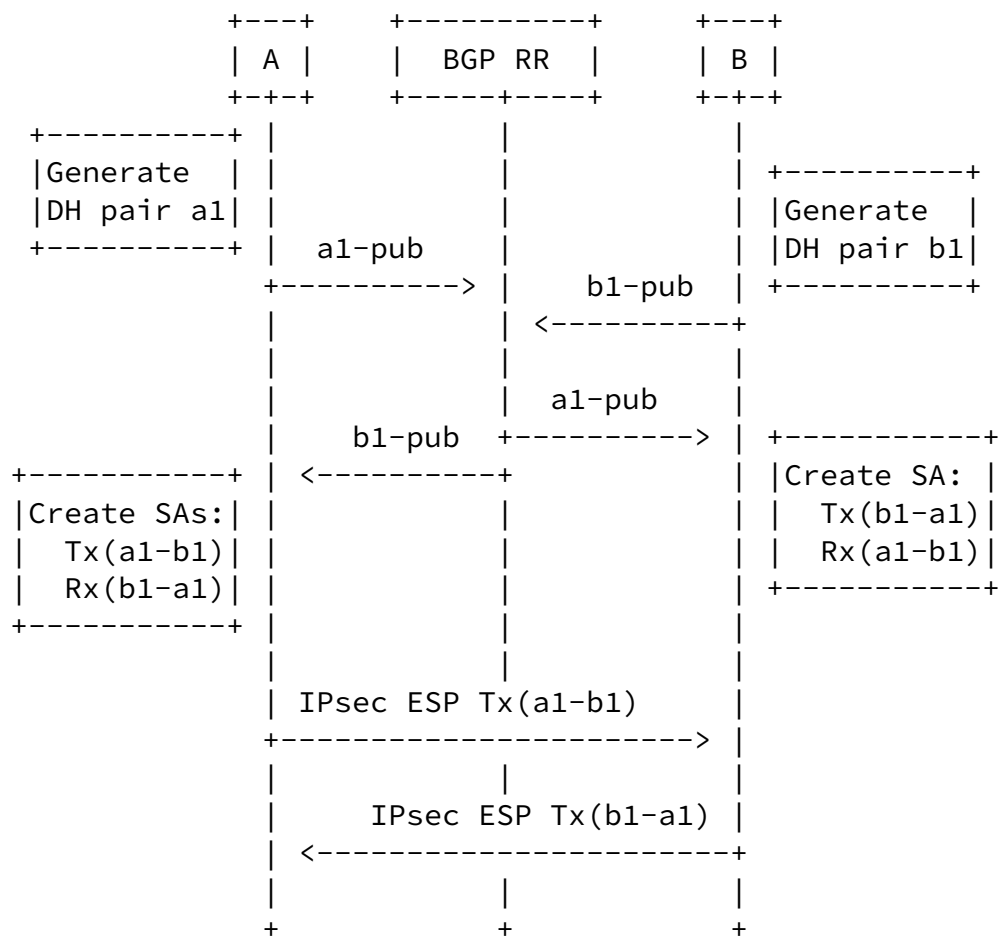 A BGP RR B
Generate
DH pair a1
Generate
a1-pub
DH pair b1
b1-pub
a1-pub
b1-pub
Create SA:
Create SAs:
Tx(b1-a1)
Tx(a1-b1)
Rx(a1-b1)
Rx(b1-a1)
IPsec ESP Tx(a1-b1)
IPsec ESP Tx(b1-a1)